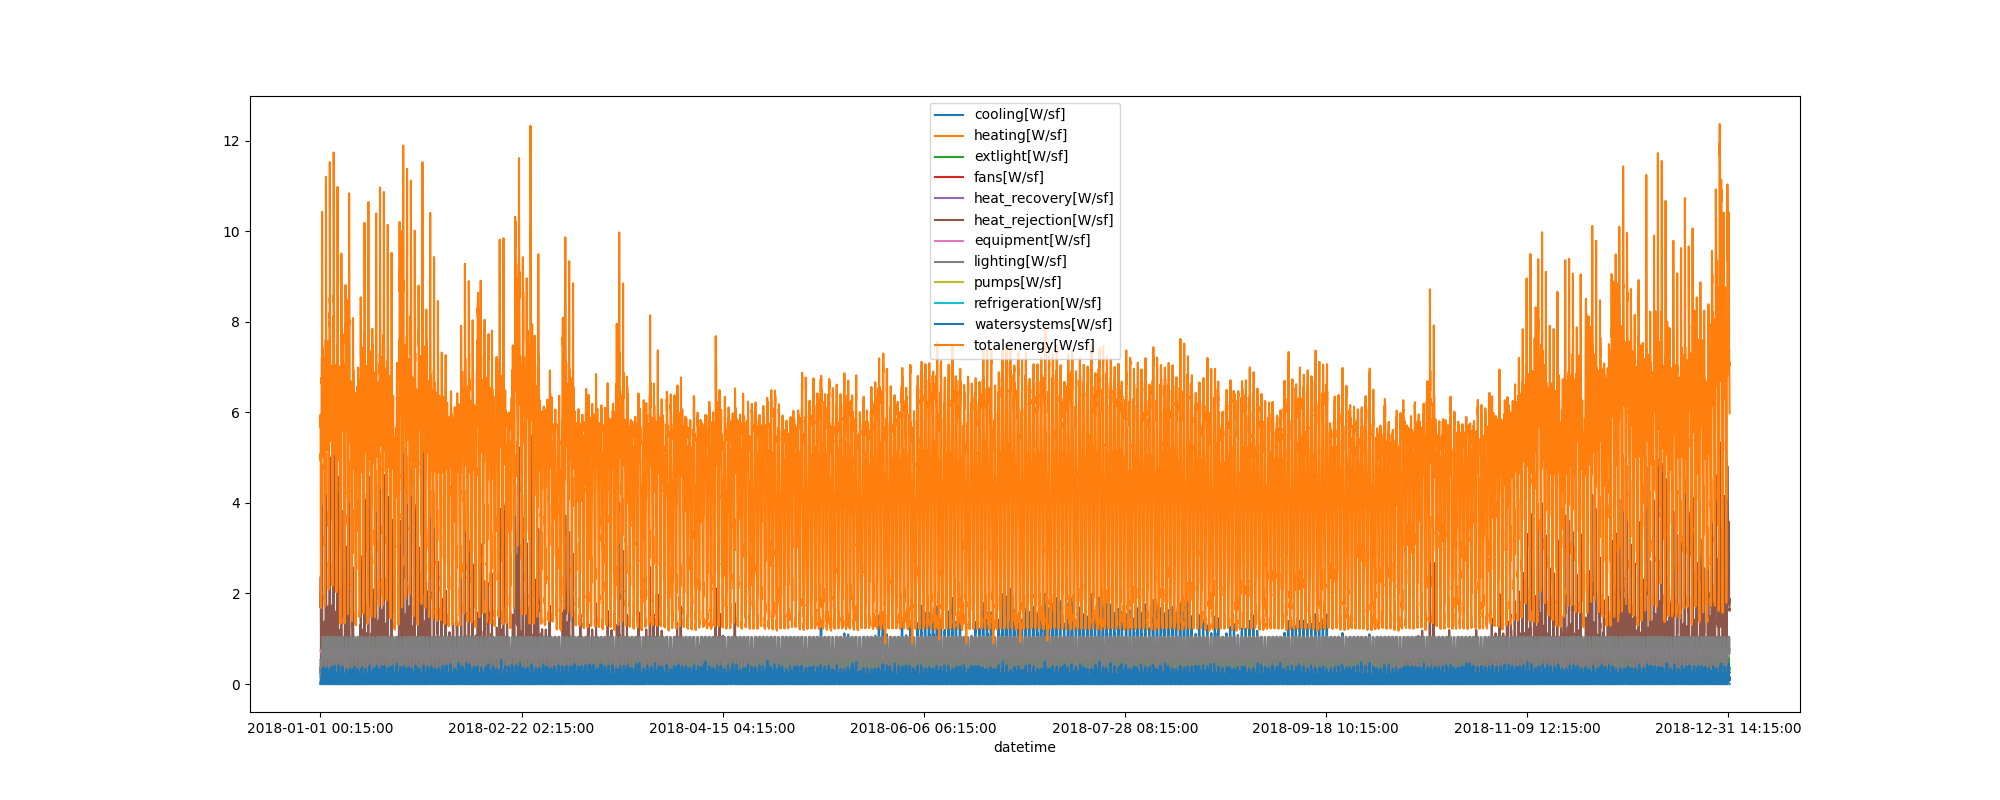 cooling[W/sf]
heating[W/sf]
extlight[W/sf]
fans[W/sf]
heat_recovery[W/sf]
heat_rejection[W/sf]
equipment[W/sf]
lighting[W/sf]
pumps[W/sf]
refrigeration[W/sf]
watersystems[W/sf]
totalenergy[W/sf]
12
10
8
6
4
2
0
2018-01-01 00:15:00 2018-02-22 02:15:00 2018-04-15 04:15:00 2018-06-06 06:15:00 2018-07-28 08:15:00 2018-09-18 10:15:00 2018-11-09 12:15:00 2018-12-31 14:15:00
datetime